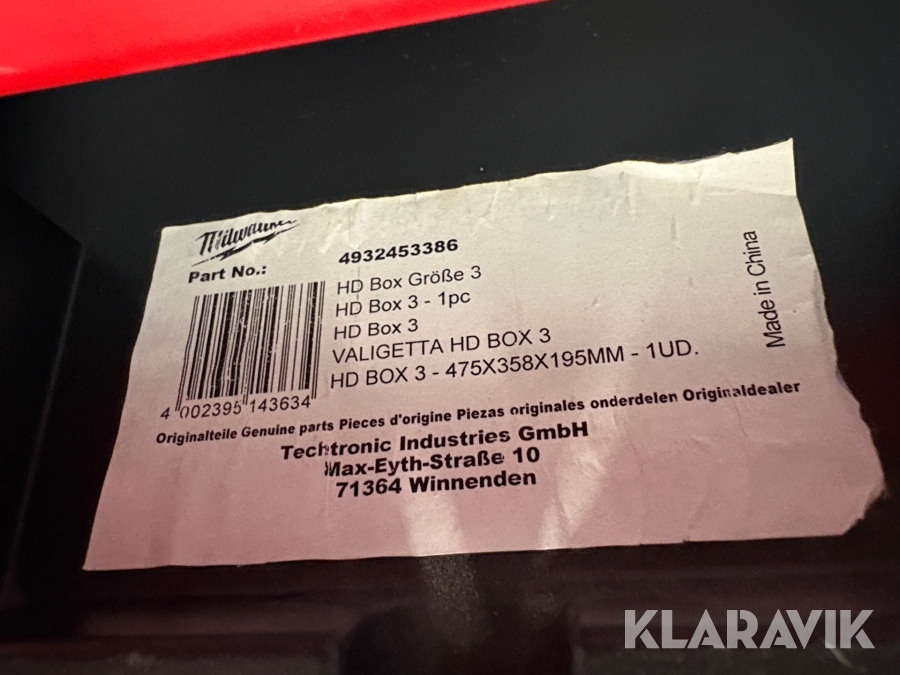 Milwaukee
Part No.: 4932453386
HD Box Größe 3
HD Box 3 - 1pc
HD Box 3
VALIGETTA HD BOX 3
HD BOX 3 - 475X358X195MM - 1UD.
4 002395 143634
Originalteile Genuine parts Pieces d'origine Piezas originales onderdelen Originaldealer
Techtronic Industries GmbH
Max-Eyth-Straße 10
71364 Winnenden
Made in China
KLARAVIK